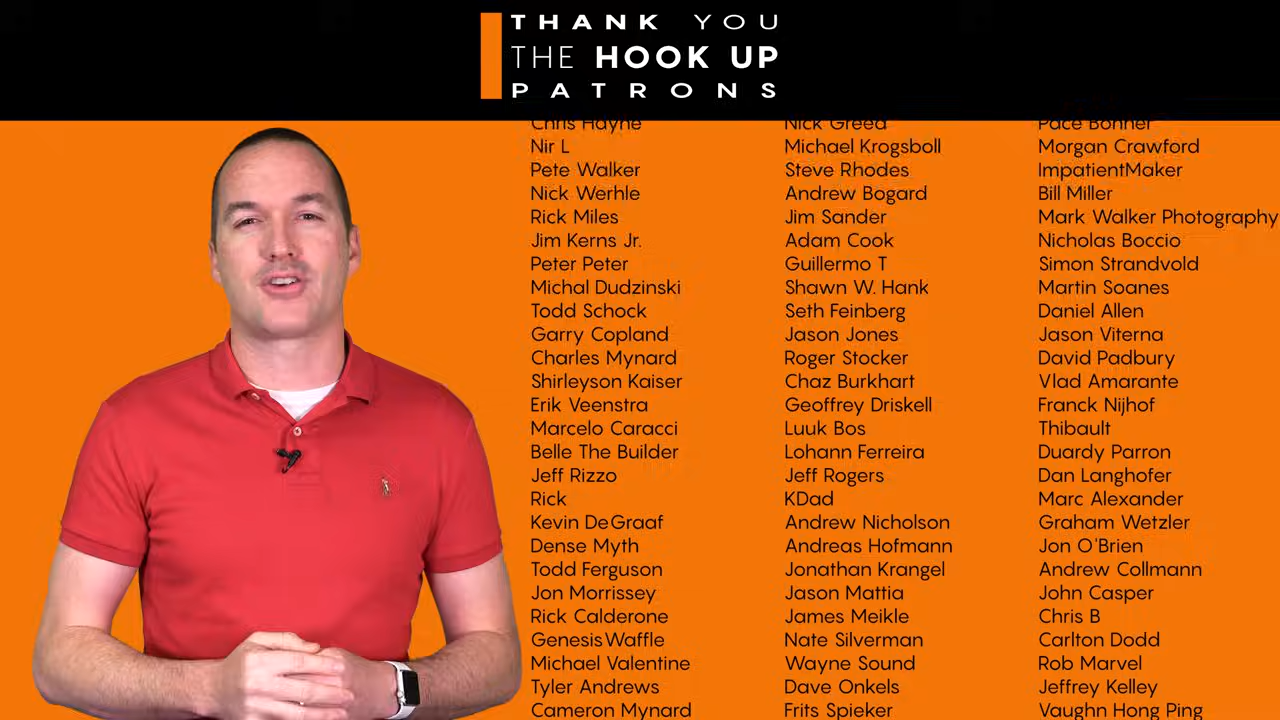 THANK YOU
THE HOOK UP
PATRONS
Chris Hayne
Nir L
Pete Walker
Nick Werhle
Rick Miles
Jim Kerns Jr.
Peter Peter
Michal Dudzinski
Todd Schock
Garry Copland
Charles Mynard
Shirleyson Kaiser
Erik Veenstra
Marcelo Caracci
Belle The Builder
Jeff Rizzo
Rick
Kevin DeGraaf
Dense Myth
Todd Ferguson
Jon Morrissey
Rick Calderone
GenesisWaffle
Michael Valentine
Tyler Andrews
Cameron Mynard
Nick Greed
Michael Krogsboll
Steve Rhodes
Andrew Bogard
Jim Sander
Adam Cook
Guillermo T
Shawn W. Hank
Seth Feinberg
Jason Jones
Roger Stocker
Chaz Burkhart
Geoffrey Driskell
Luuk Bos
Lohann Ferreira
Jeff Rogers
KDad
Andrew Nicholson
Andreas Hofmann
Jonathan Krangel
Jason Mattia
James Meikle
Nate Silverman
Wayne Sound
Dave Onkels
Frits Spieker
Pace Bonner
Morgan Crawford
ImpatientMaker
Bill Miller
Mark Walker Photography
Nicholas Boccio
Simon Strandvold
Martin Soanes
Daniel Allen
Jason Viterna
David Padbury
Vlad Amarante
Franck Nijhof
Thibault
Duardy Parron
Dan Langhofer
Marc Alexander
Graham Wetzler
Jon O'Brien
Andrew Collmann
John Casper
Chris B
Carlton Dodd
Rob Marvel
Jeffrey Kelley
Vaughn Hong Ping